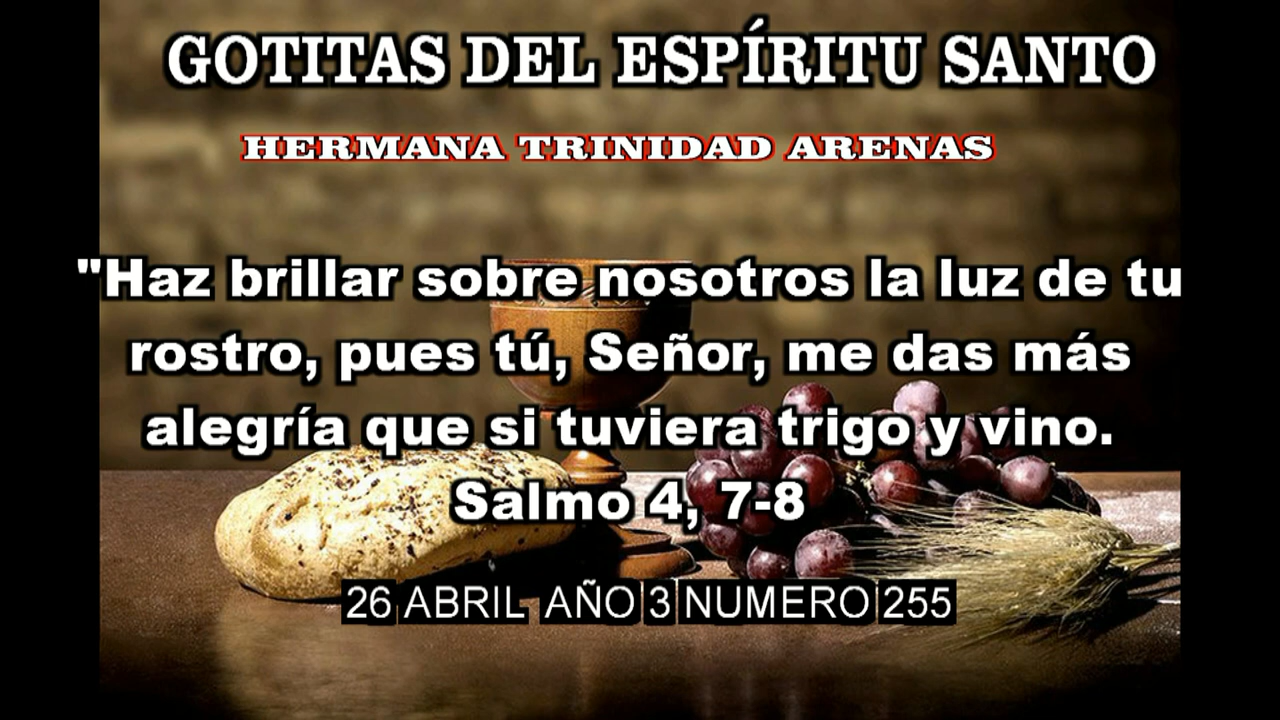 GOTITAS DEL ESPÍRITU SANTO
HERMANA TRINIDAD ARENAS
"Haz brillar sobre nosotros la luz de tu
rostro, pues tú, Señor, me das más
alegría que si tuviera trigo y vino.
Salmo 4, 7-8
26 ABRIL AÑO 3 NUMERO 255